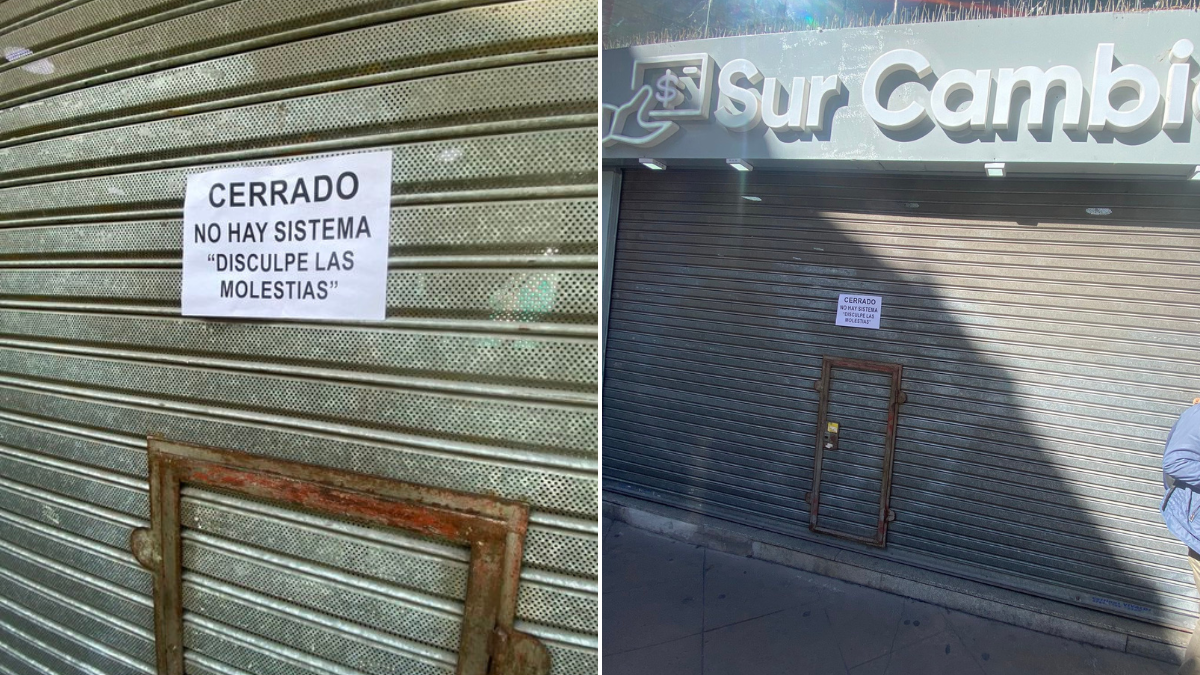 CERRADO
NO HAY SISTEMA
“DISCULPE LAS
MOLESTIAS”
$ Sur Cambi
CERRADO
NO HAY SISTEMA
“DISCULPE LAS
MOLESTIAS”